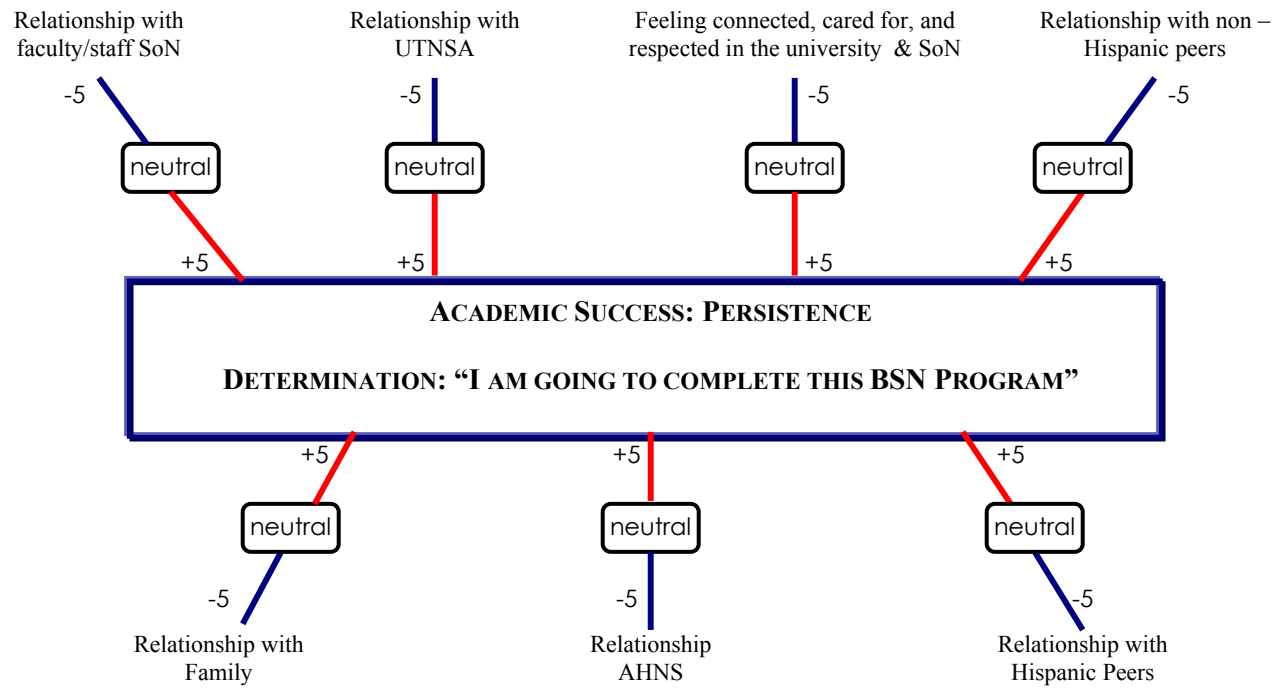 Relationship with
faculty/staff SoN
Relationship with
UTNSA
Feeling connected, cared for, and
respected in the university & SoN
Relationship with non –
Hispanic peers
-5
-5
-5
-5
neutral
neutral
neutral
neutral
+5
+5
+5
+5
ACADEMIC SUCCESS: PERSISTENCE
DETERMINATION: “I AM GOING TO COMPLETE THIS BSN PROGRAM”
+5
+5
+5
neutral
neutral
neutral
-5
-5
-5
Relationship with
Family
Relationship
AHNS
Relationship with
Hispanic Peers